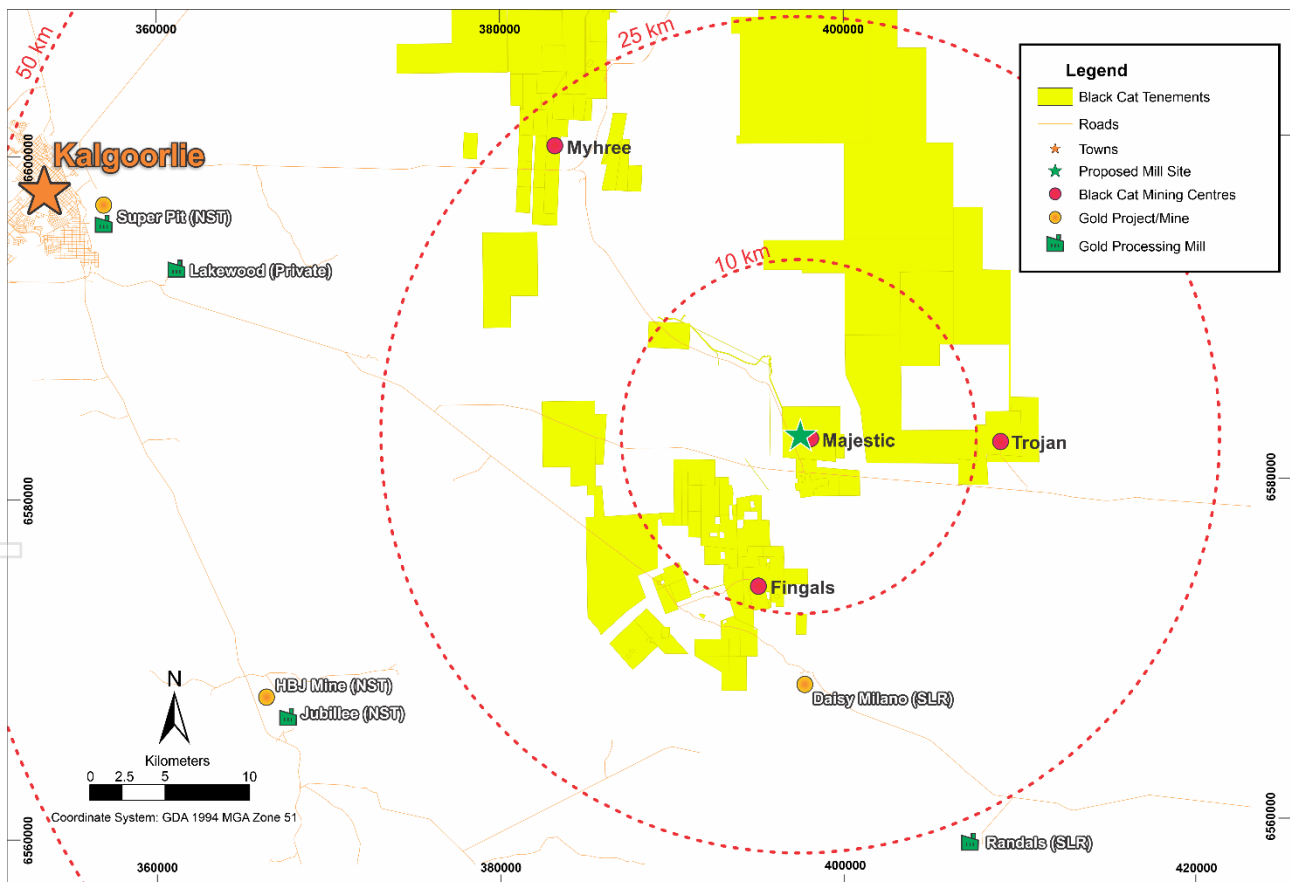 360000
380000
400000
50 km
25 km
Legend
Black Cat Tenements
Roads
Towns
Proposed Mill Site
Black Cat Mining Centres
Gold Project/Mine
Gold Processing Mill
6600000
Kalgoorlie
Myhree
Super Pit (NST)
Lakewood (Private)
10 km
Majestic
Trojan
6580000
6580000
Fingals
HBJ Mine (NST)
Jubillee (NST)
Daisy Milano (SLR)
N
Kilometers
0 2.5 5 10
Coordinate System: GDA 1994 MGA Zone 51
6560000
6560000
Randals (SLR)
360000
380000
400000
420000